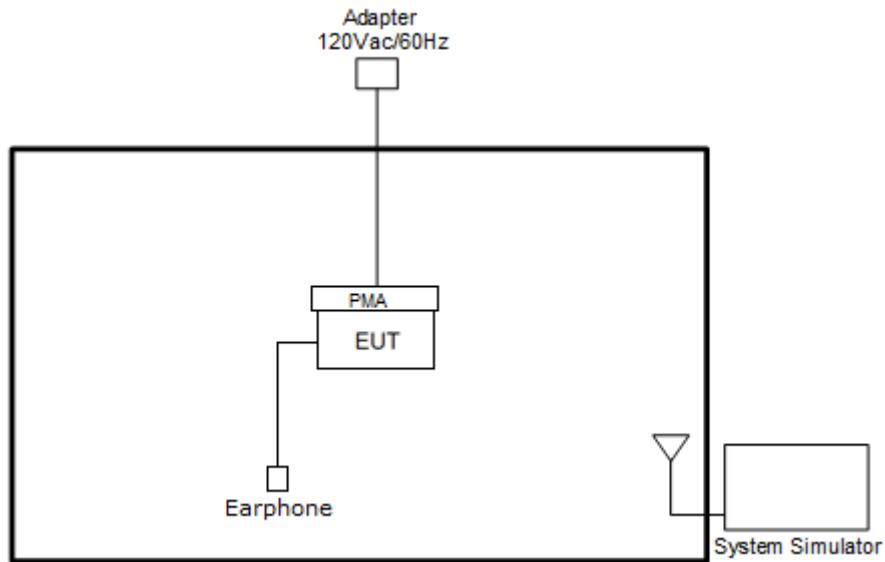 Adapter
120Vac/60Hz
PMA
EUT
Earphone
System Simulator